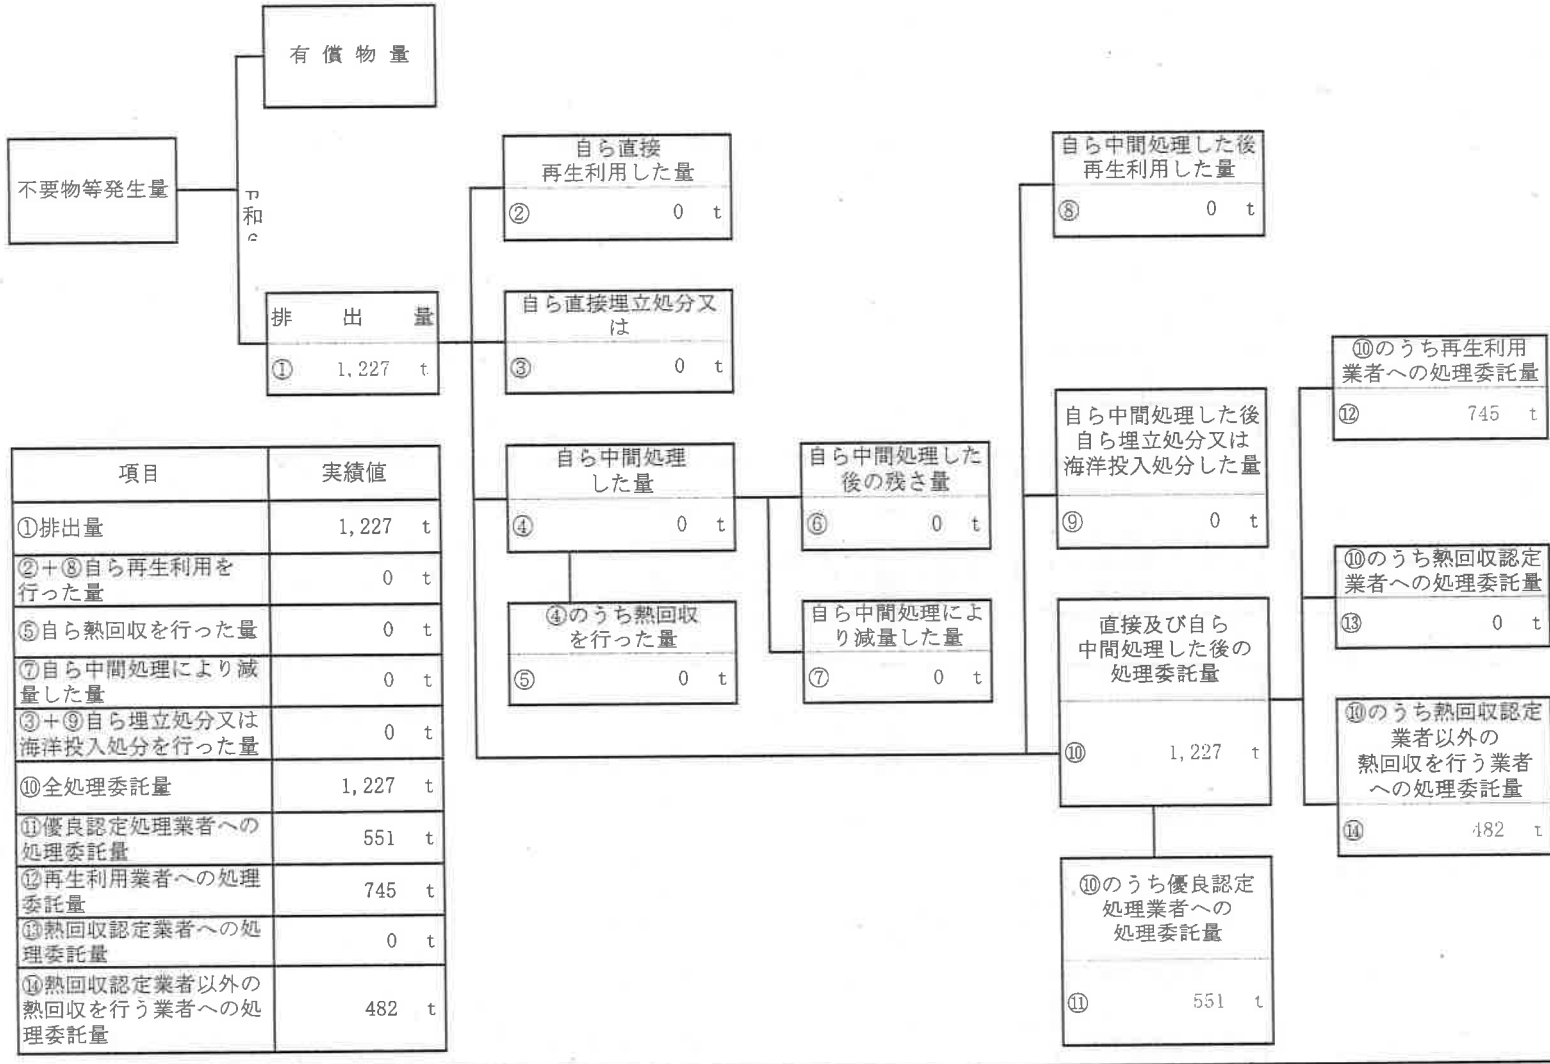 有償物量
不要物等発生量
和
排出量
① 1,227 t
自ら直接
再生利用した量
② 0 t
自ら直接埋立処分又
は
③ 0 t
自ら中間処理
した量
④ 0 t
④のうち熱回収
を行った量
⑤ 0 t
自ら中間処理した
後の残さ量
⑥ 0 t
自ら中間処理によ
り減量した量
⑦ 0 t
自ら中間処理した後
再生利用した量
⑧ 0 t
自ら中間処理した後
自ら埋立処分又は
海洋投入処分した量
⑨ 0 t
直接及び自ら
中間処理した後の
処理委託量
⑩ 1,227 t
⑩のうち優良認定
処理業者への
処理委託量
⑪ 551 t
⑩のうち再生利用
業者への処理委託量
⑫ 745 t
⑩のうち熱回収認定
業者への処理委託量
⑬ 0 t
⑩のうち熱回収認定
業者以外の
熱回収を行う業者
への処理委託量
⑭ 482 t
項目 実績値
①排出量 1,227 t
②+⑧自ら再生利用を
行った量 0 t
⑤自ら熱回収を行った量 0 t
⑦自ら中間処理により減
量した量 0 t
③+⑨自ら埋立処分又は
海洋投入処分を行った量 0 t
⑩全処理委託量 1,227 t
⑪優良認定処理業者への
処理委託量 551 t
⑫再生利用業者への処理
委託量 745 t
⑬熱回収認定業者への処
理委託量 0 t
⑭熱回収認定業者以外の
熱回収を行う業者への処
理委託量 482 t